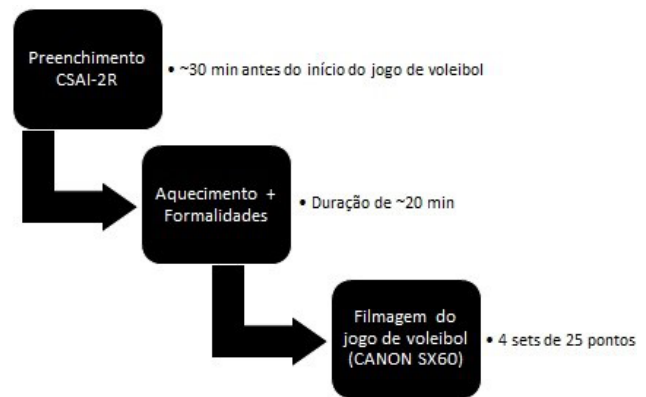 Preenchimento
CSAI-2R
• ~30 min antes do início do jogo de voleibol
Aquecimento +
Formalidades
• Duração de ~20 min
Filmagem do
jogo de voleibol
(CANON SX60)
• 4 sets de 25 pontos